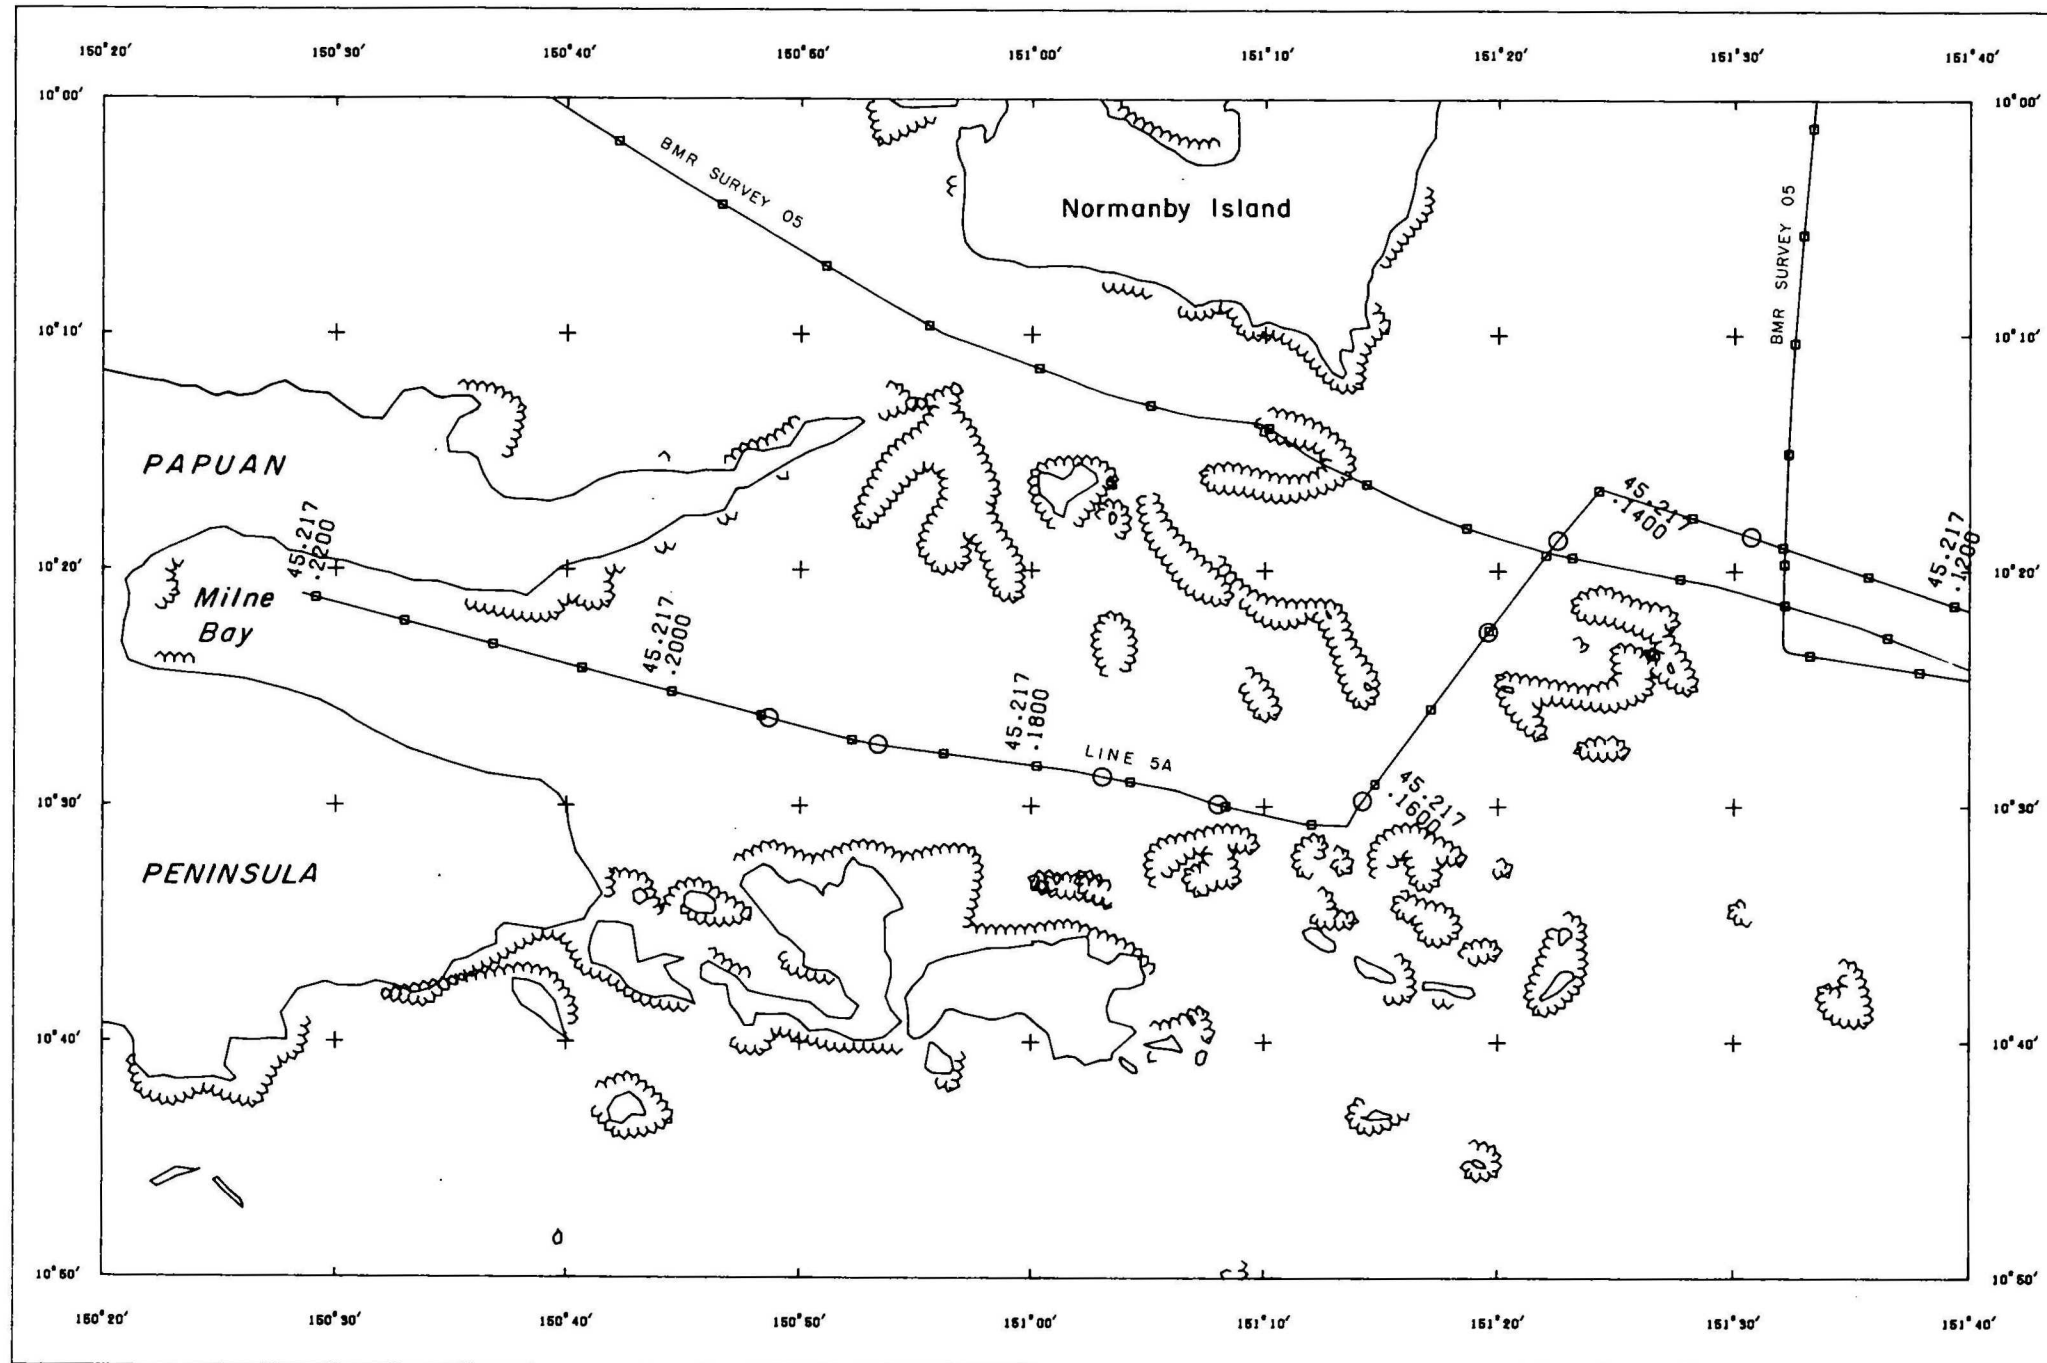 150°20′ 150°30′ 150°40′ 150°50′ 151°00′ 151°10′ 151°20′ 151°30′ 151°40′
10°00′ 10°00′
BMR SURVEY 05
Normanby Island
BMR SURVEY 05
10°10′ 10°10′
PAPUAN
45.217
.2200
45.217
.1400
45.217
.1200
10°20′ 10°20′
Milne
Bay
45.217
.2000
45.217
.1800
LINE 5A
45.217
.1600
10°30′ 10°30′
PENINSULA
10°40′ 10°40′
10°50′ 10°50′
150°20′ 150°30′ 150°40′ 150°50′ 151°00′ 151°10′ 151°20′ 151°30′ 151°40′